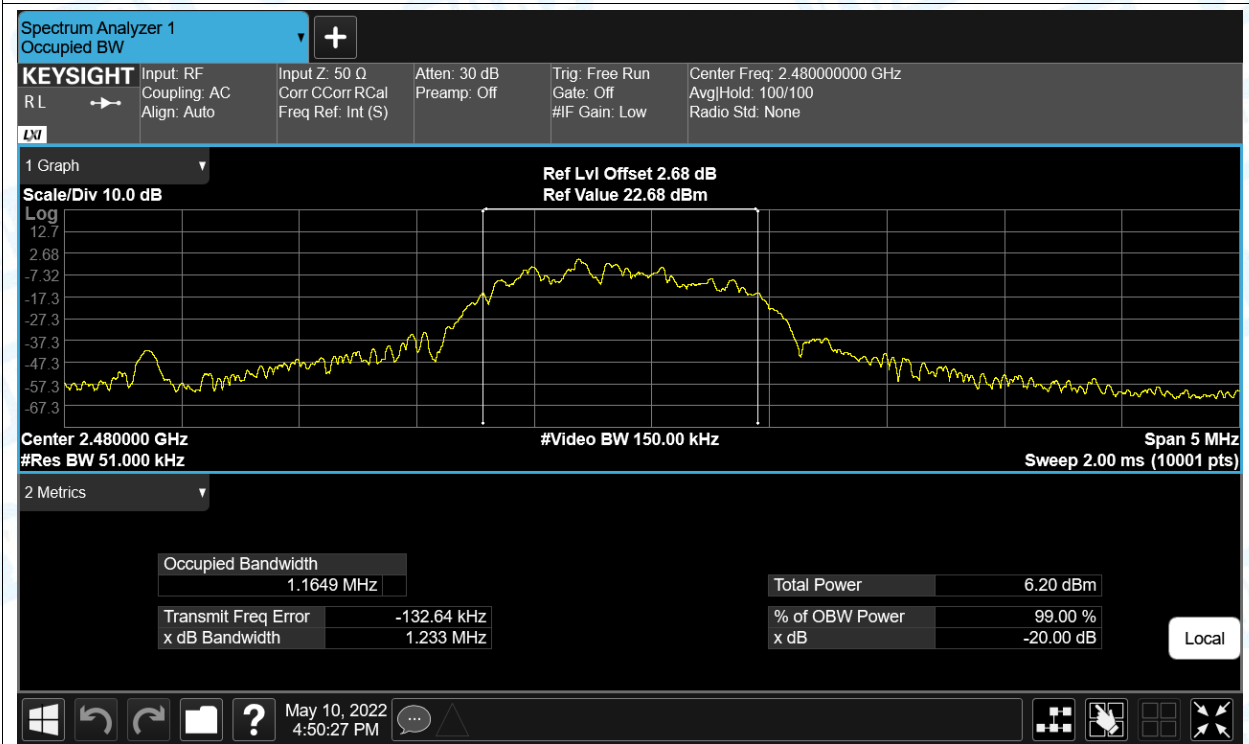 Spectrum Analyzer 1
Occupied BW
▼
+
KEYSIGHT
R L
LXI
Input: RF
Coupling: AC
Align: Auto
Input Z: 50 Ω
Corr CCorr RCal
Freq Ref: Int (S)
Atten: 30 dB
Preamp: Off
Trig: Free Run
Gate: Off
#IF Gain: Low
Center Freq: 2.480000000 GHz
Avg|Hold: 100/100
Radio Std: None
1 Graph
▼
Scale/Div 10.0 dB
Ref Lvl Offset 2.68 dB
Ref Value 22.68 dBm
Log
12.7
2.68
-7.32
-17.3
-27.3
-37.3
-47.3
-57.3
-67.3
Center 2.480000 GHz
#Video BW 150.00 kHz
Span 5 MHz
#Res BW 51.000 kHz
Sweep 2.00 ms (10001 pts)
2 Metrics
▼
Occupied Bandwidth
1.1649 MHz
Total Power 6.20 dBm
Transmit Freq Error -132.64 kHz
% of OBW Power 99.00 %
x dB Bandwidth 1.233 MHz
x dB -20.00 dB
Local
?
May 10, 2022
4:50:27 PM